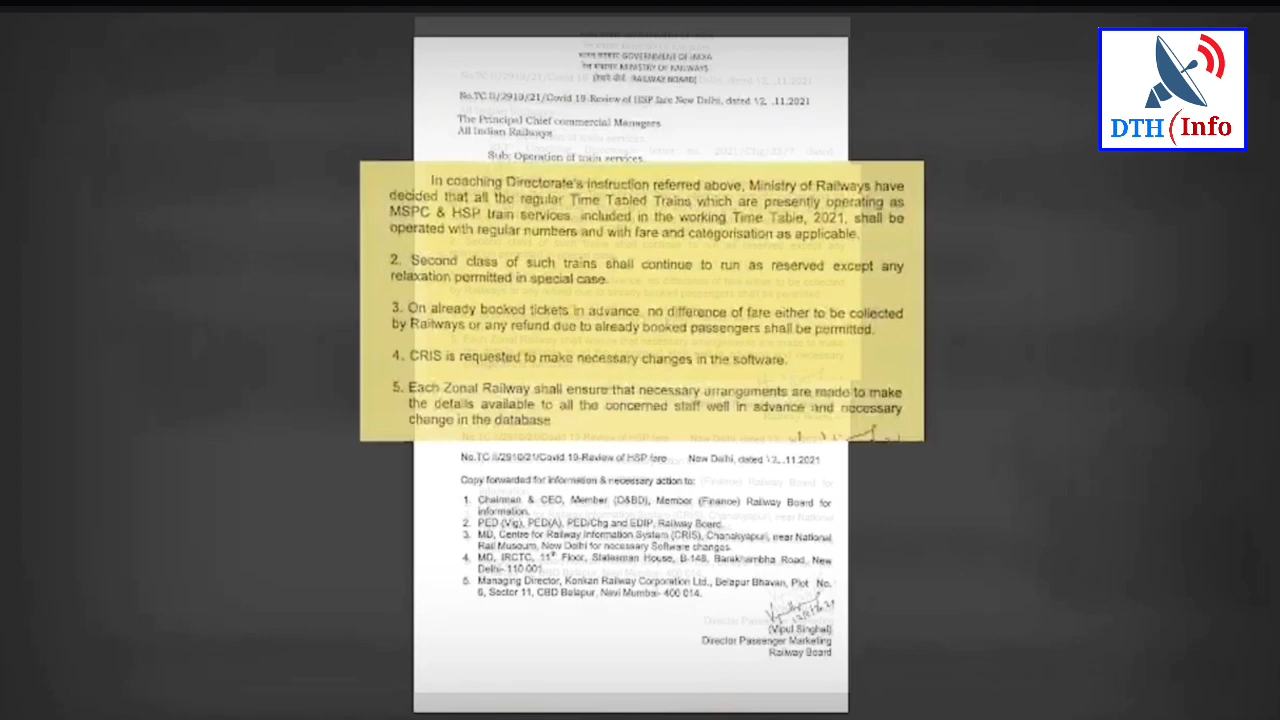 भारत सरकार GOVERNMENT OF INDIA
रेल मंत्रालय MINISTRY OF RAILWAYS
(रेलवे बोर्ड RAILWAY BOARD)
No.TC II/2910/21/Covid 19-Review of HSP fare New Delhi, dated 12, .11.2021
The Principal Chief commercial Managers
All Indian Railways
Sub: Operation of train services.
In coaching Directorate's instruction referred above, Ministry of Railways have
decided that all the regular Time Tabled Trains which are presently operating as
MSPC & HSP train services, included in the working Time Table, 2021, shall be
operated with regular numbers and with fare and categorisation as applicable.
2. Second class of such trains shall continue to run as reserved except any
relaxation permitted in special case.
3. On already booked tickets in advance, no difference of fare either to be collected
by Railways or any refund due to already booked passengers shall be permitted.
4. CRIS is requested to make necessary changes in the software.
5. Each Zonal Railway shall ensure that necessary arrangements are made to make
the details available to all the concerned staff well in advance and necessary
change in the database
No.TC II/2910/21/Covid 19-Review of HSP fare New Delhi, dated 12, .11.2021
Copy forwarded for information & necessary action to:
1. Chairman & CEO, Member (O&BD), Member (Finance) Railway Board for
information.
2. PED (Vig), PED(A), PED/Chg and EDIP, Railway Board.
3. MD, Centre for Railway Information System (CRIS), Chanakyapuri, near National
Rail Museum, New Delhi for necessary Software changes.
4. MD, IRCTC, 11th Floor, Statesman House, B-148, Barakhambha Road, New
Delhi- 110 001
5. Managing Director, Konkan Railway Corporation Ltd., Belapur Bhavan, Plot No.
6, Sector 11, CBD Belapur, Navi Mumbai- 400 614.
(Vipul Singhal)
Director Passenger Marketing
Railway Board
DTH Info